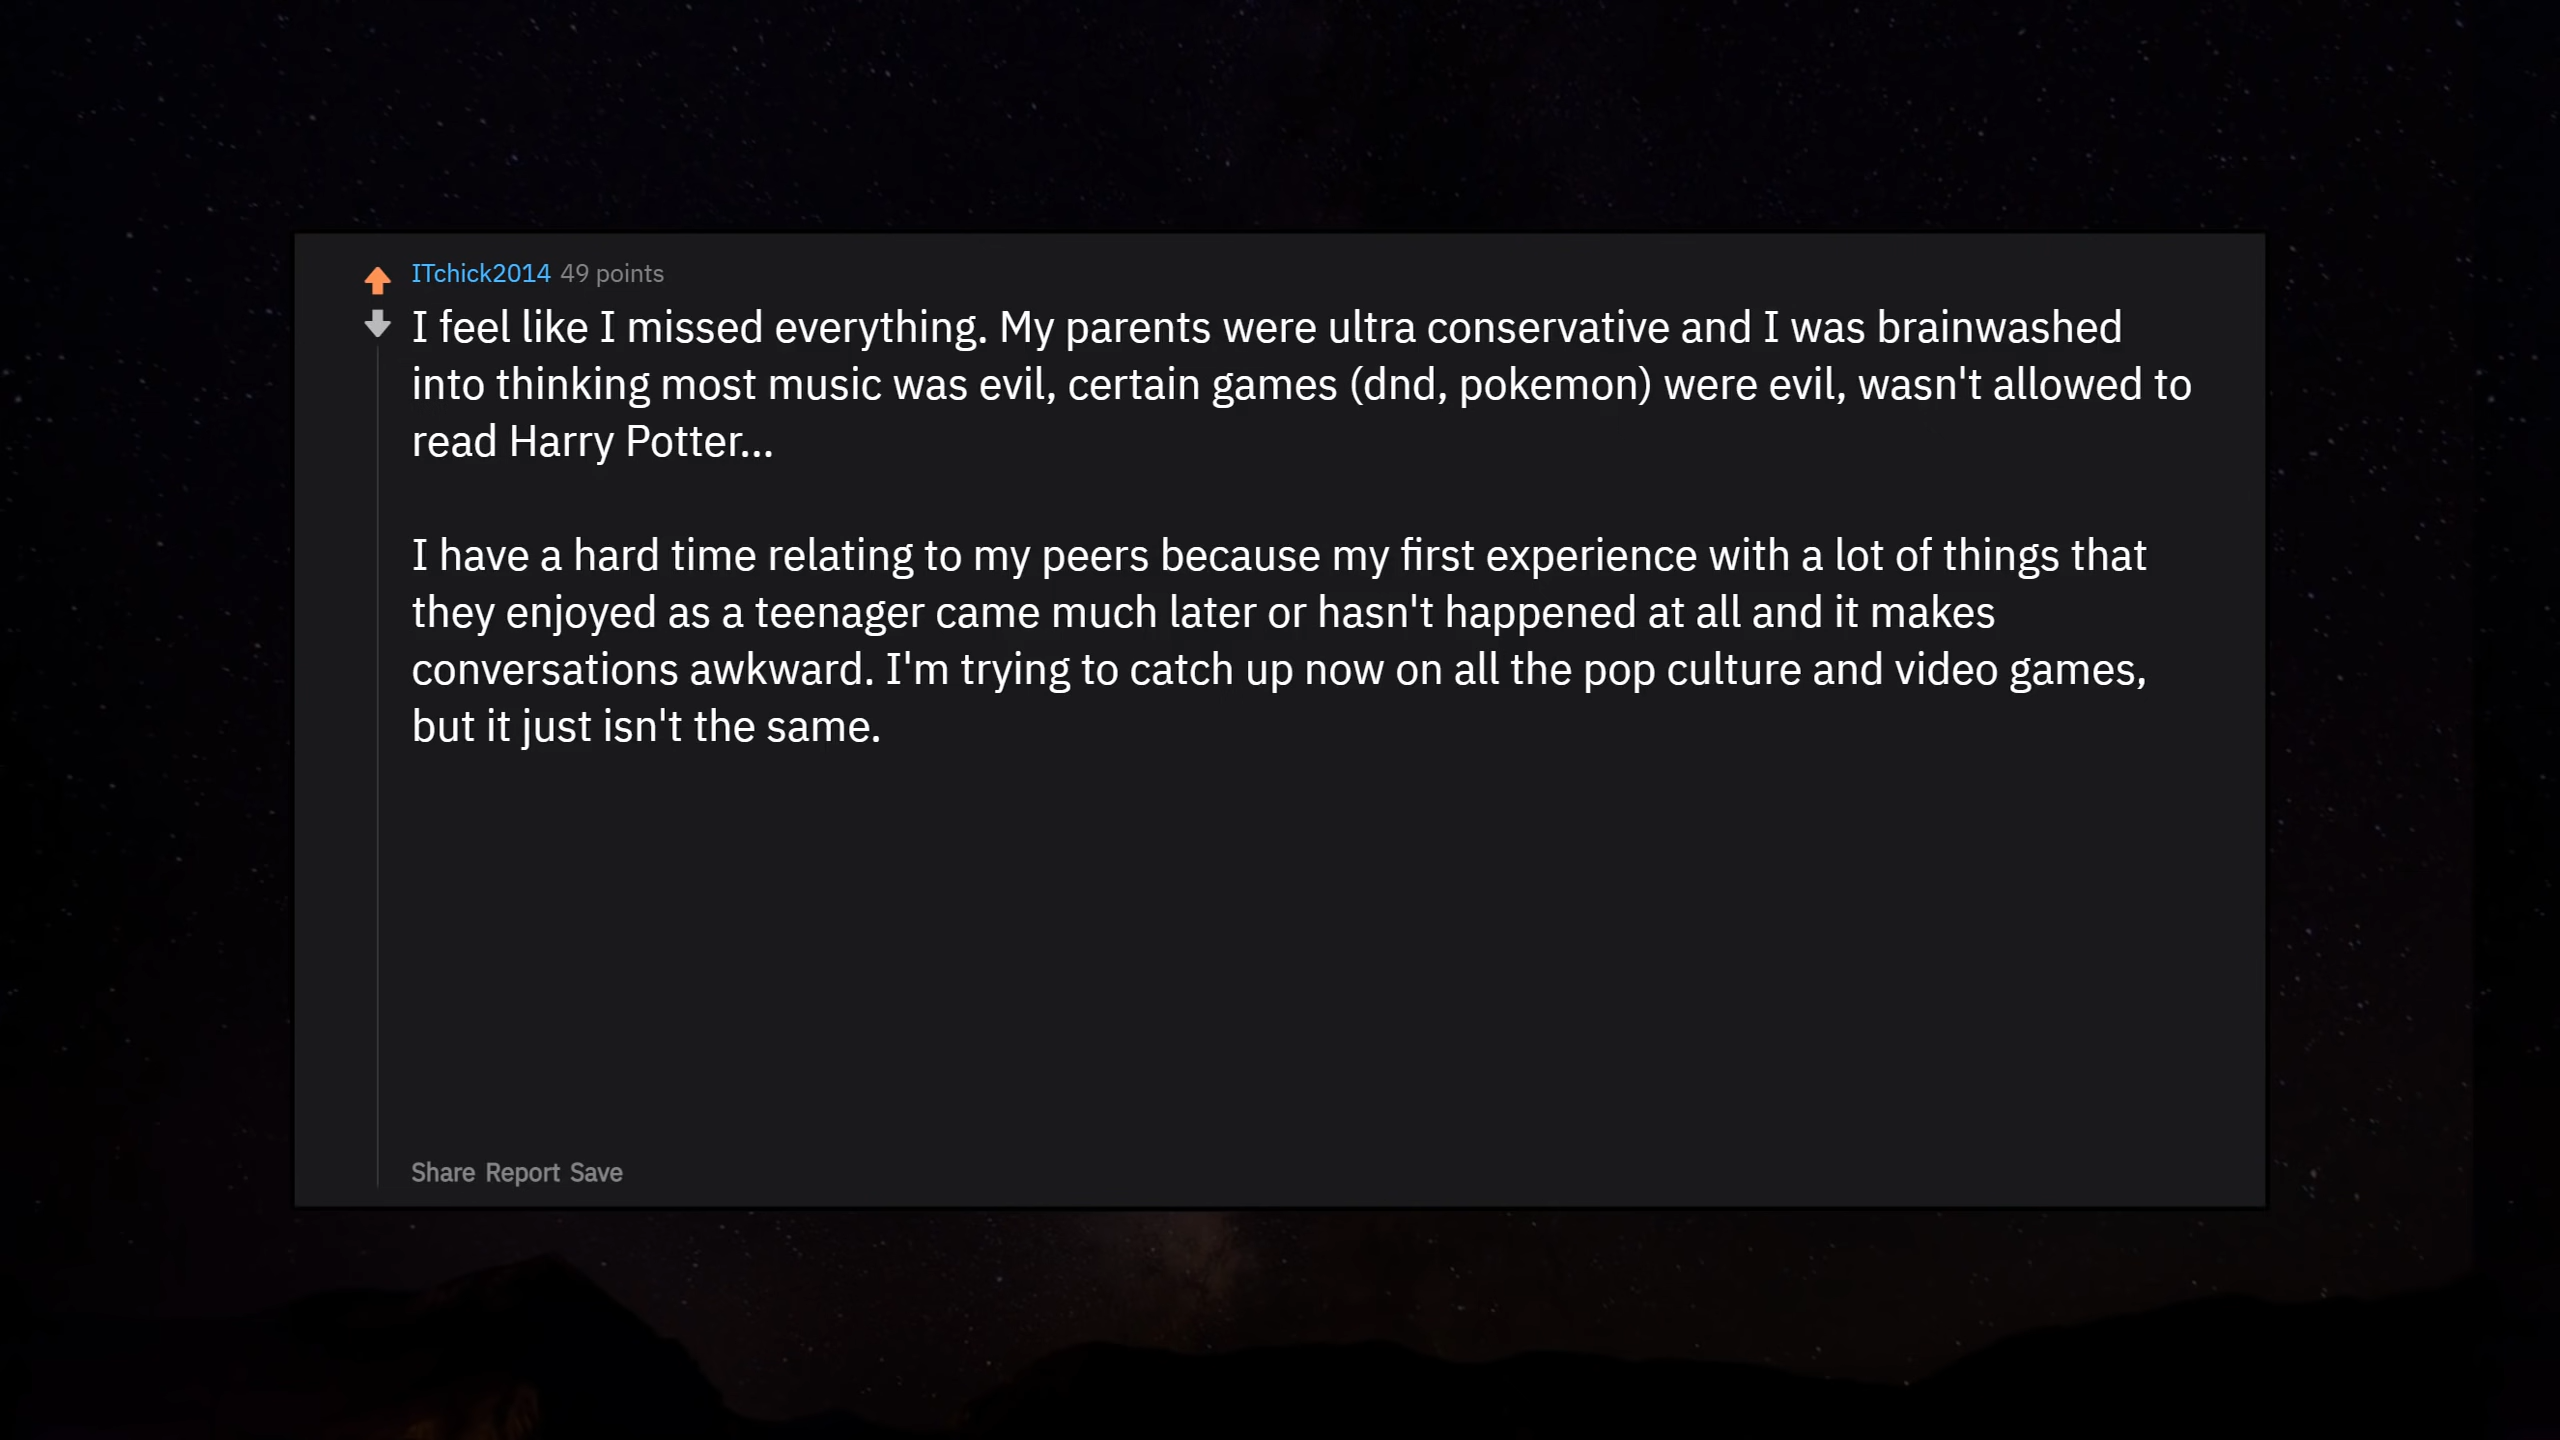 ITchick2014 49 points
I feel like I missed everything. My parents were ultra conservative and I was brainwashed
into thinking most music was evil, certain games (dnd, pokemon) were evil, wasn't allowed to
read Harry Potter...
I have a hard time relating to my peers because my first experience with a lot of things that
they enjoyed as a teenager came much later or hasn't happened at all and it makes
conversations awkward. I'm trying to catch up now on all the pop culture and video games,
but it just isn't the same.
Share Report Save